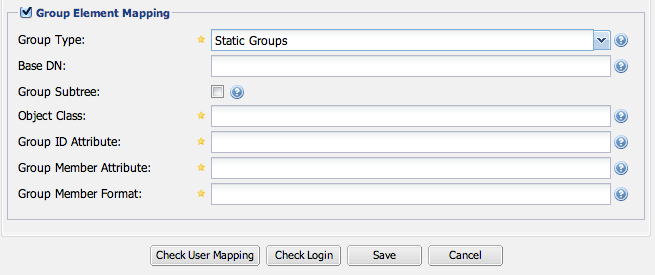 Group Element Mapping
Group Type: Static Groups
Base DN:
Group Subtree:
Object Class:
Group ID Attribute:
Group Member Attribute:
Group Member Format:
Check User Mapping Check Login Save Cancel